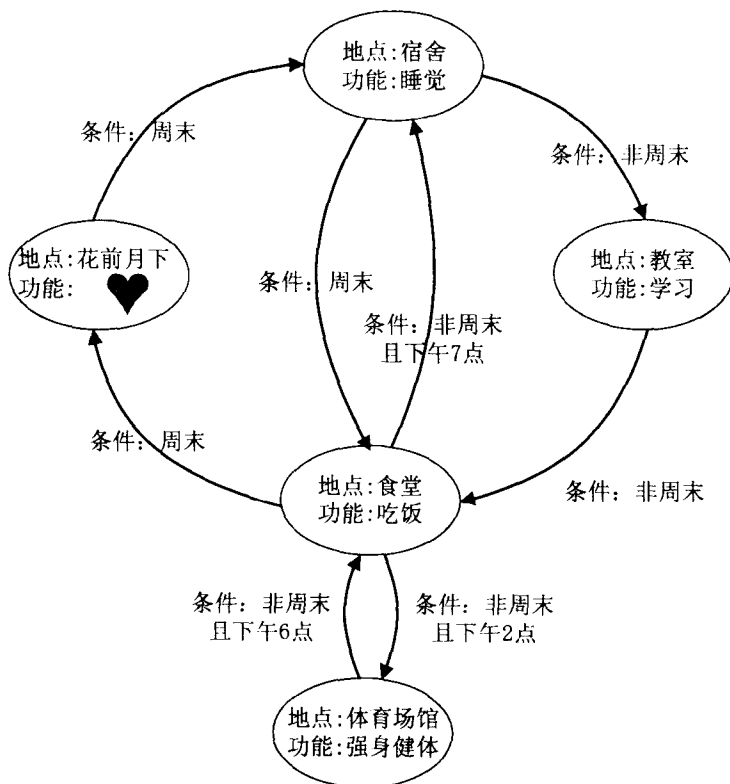 地点:宿舍
功能:睡觉
条件：周末
条件：非周末
地点:花前月下
功能:
地点:教室
功能:学习
条件：周末
条件：非周末
且下午7点
条件：周末
条件：非周末
地点:食堂
功能:吃饭
条件：非周末
且下午6点
条件：非周末
且下午2点
地点:体育场馆
功能:强身健体